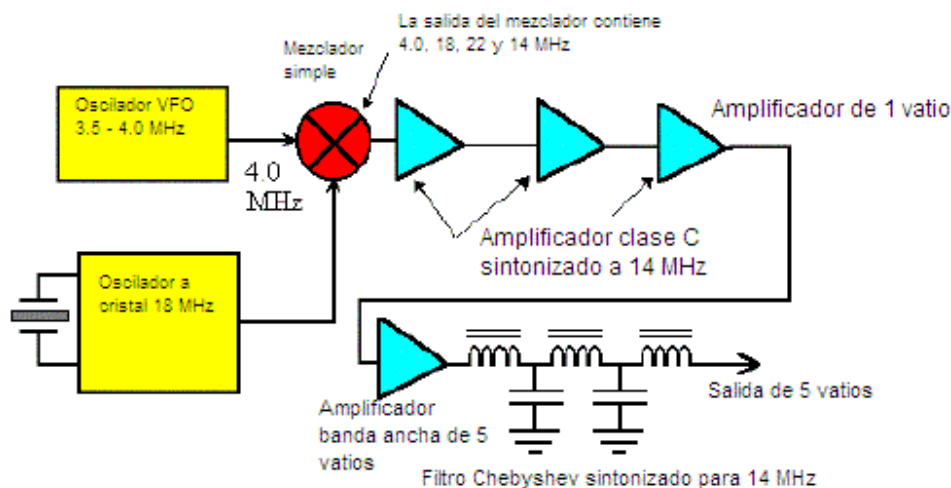 La salida del mezclador contiene
4.0, 18, 22 y 14 MHz
Mezclador
simple
Oscilador VFO
3.5 - 4.0 MHz
Amplificador de 1 vatio
4.0
MHz
Amplificador clase C
sintonizado a 14 MHz
Oscilador a
cristal 18 MHz
Salida de 5 vatios
Amplificador
banda ancha de 5
vatios
Filtro Chebyshev sintonizado para 14 MHz